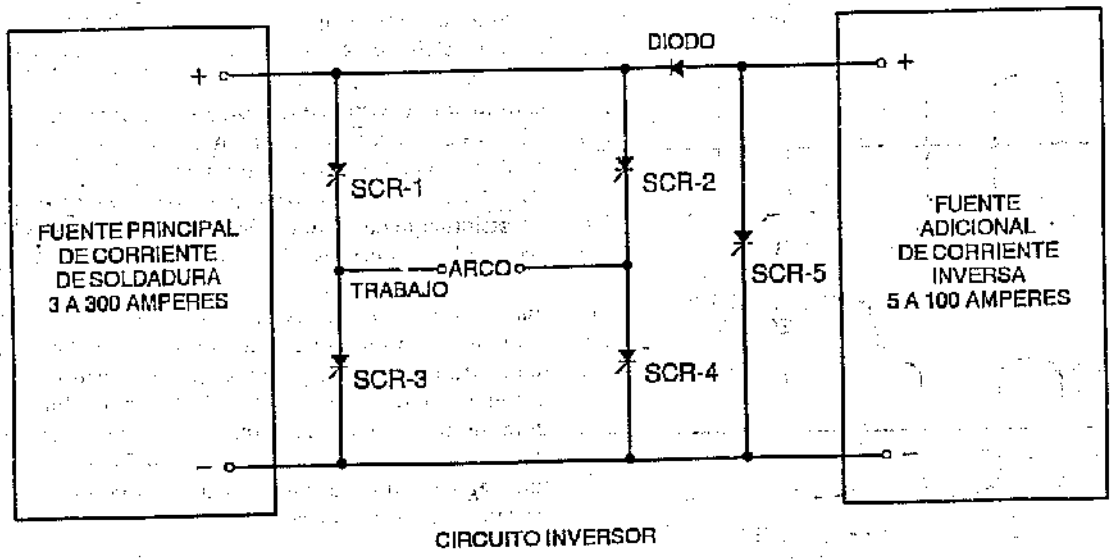 DIODO
+
+
SCR-1
SCR-2
FUENTE PRINCIPAL
DE CORRIENTE
DE SOLDADURA
3 A 300 AMPERES
ARCO
TRABAJO
SCR-5
FUENTE
ADICIONAL
DE CORRIENTE
INVERSA
5 A 100 AMPERES
SCR-3
SCR-4
-
-
CIRCUITO INVERSOR